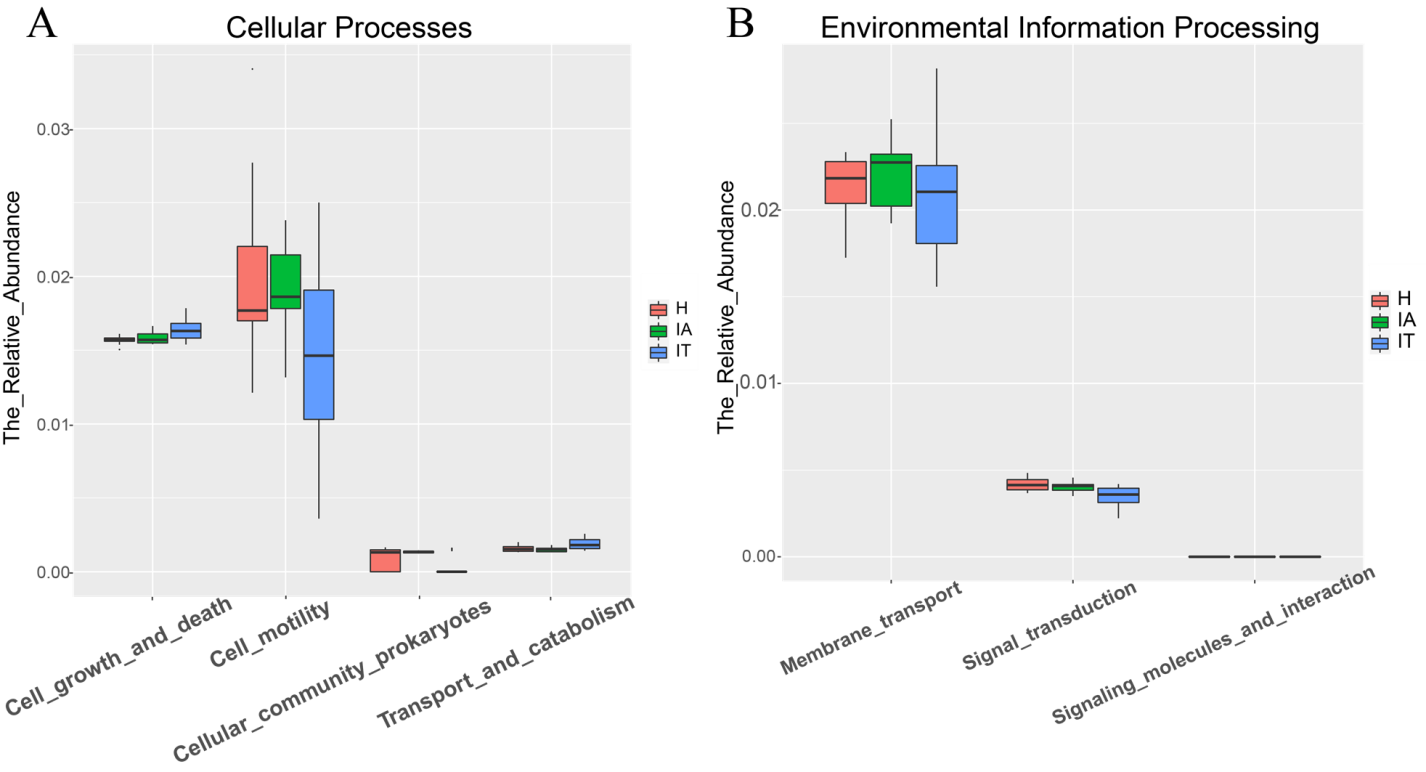 A
Cellular Processes
The_Relative_Abundance
0.03
0.02
0.01
0.00
Cell_growth_and_death
Cell_motility
Cellular_community_prokaryotes
Transport_and_catabolism
H
IA
IT
B
Environmental Information Processing
The_Relative_Abundance
0.02
0.01
0.00
Membrane_transport
Signal_transduction
Signaling_molecules_and_interaction
H
IA
IT